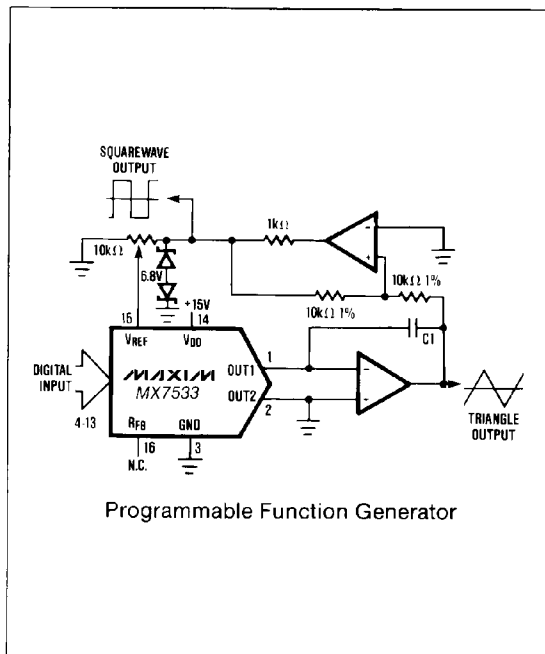 SQUAREWAVE
OUTPUT
1kΩ
10kΩ
6.8V
10kΩ 1%
10kΩ 1%
+15V
C1
15
14
VREF
VDD
DIGITAL
INPUT
4-13
MAXIM
MX7533
OUT1
1
OUT2
2
RFB
GND
16
3
N.C.
TRIANGLE
OUTPUT
-
+
-
+
Programmable Function Generator